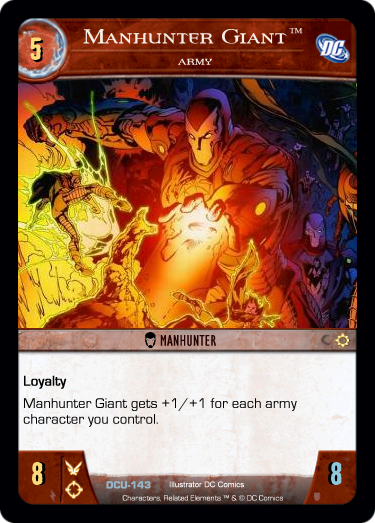 5
MANHUNTER GIANT™
DC
ARMY
MANHUNTER
Loyalty
Manhunter Giant gets +1/+1 for each army
character you control.
8
DCU-143 Illustrator DC Comics
8
Characters, Related Elements ™ & © DC Comics